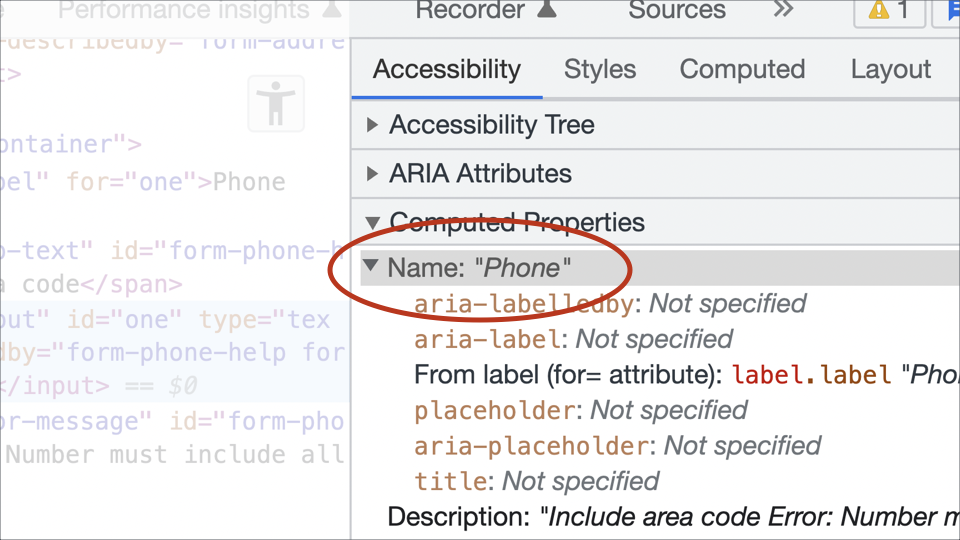 Performance insights
Recorder
Sources
»
1
-describedby="form-addre
t>
ontainer">
bel" for="one">Phone
p-text" id="form-phone-h
a code</span>
out" id="one" type="tex
dby="form-phone-help for
</input> == $0
or-message" id="form-pho
Number must include all
Accessibility
Styles
Computed
Layout
Accessibility Tree
ARIA Attributes
Computed Properties
Name: "Phone"
aria-labelledby: Not specified
aria-label: Not specified
From label (for= attribute): label.label "Pho
placeholder: Not specified
aria-placeholder: Not specified
title: Not specified
Description: "Include area code Error: Number m